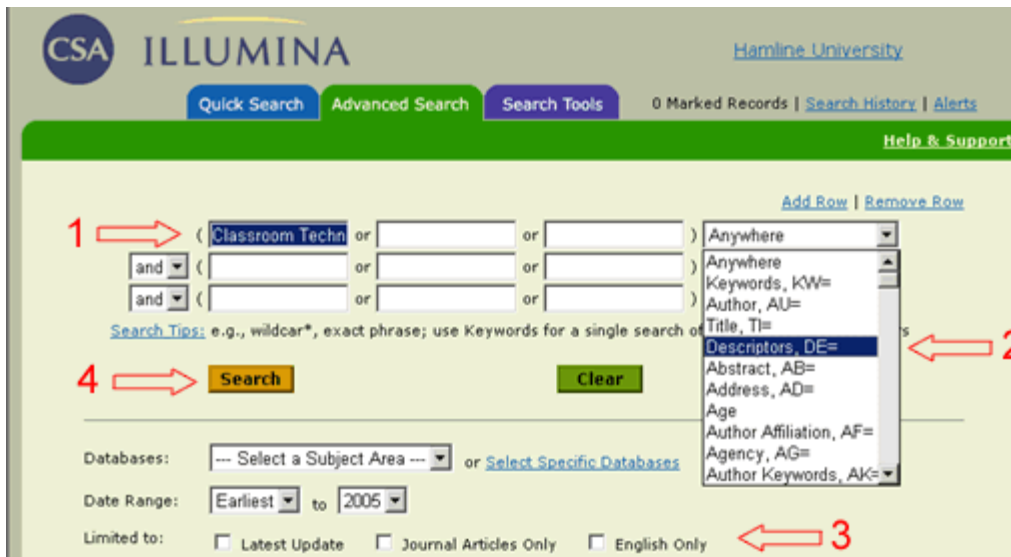 CSA ILLUMINA
Hamline University
Quick Search Advanced Search Search Tools 0 Marked Records | Search History | Alerts
Help & Support
Add Row | Remove Row
1 ( Classroom Techn or or ) Anywhere
and ( or or )
and ( or or )
Anywhere
Keywords, KW=
Author, AU=
Title, TI=
Descriptors, DE=
Abstract, AB=
Address, AD=
Age
Author Affiliation, AF=
Agency, AG=
Author Keywords, AK=
2
Search Tips: e.g., wildcar*, exact phrase; use Keywords for a single search of
4 Search Clear
Databases: --- Select a Subject Area --- or Select Specific Databases
Date Range: Earliest to 2005
Limited to: Latest Update Journal Articles Only English Only 3